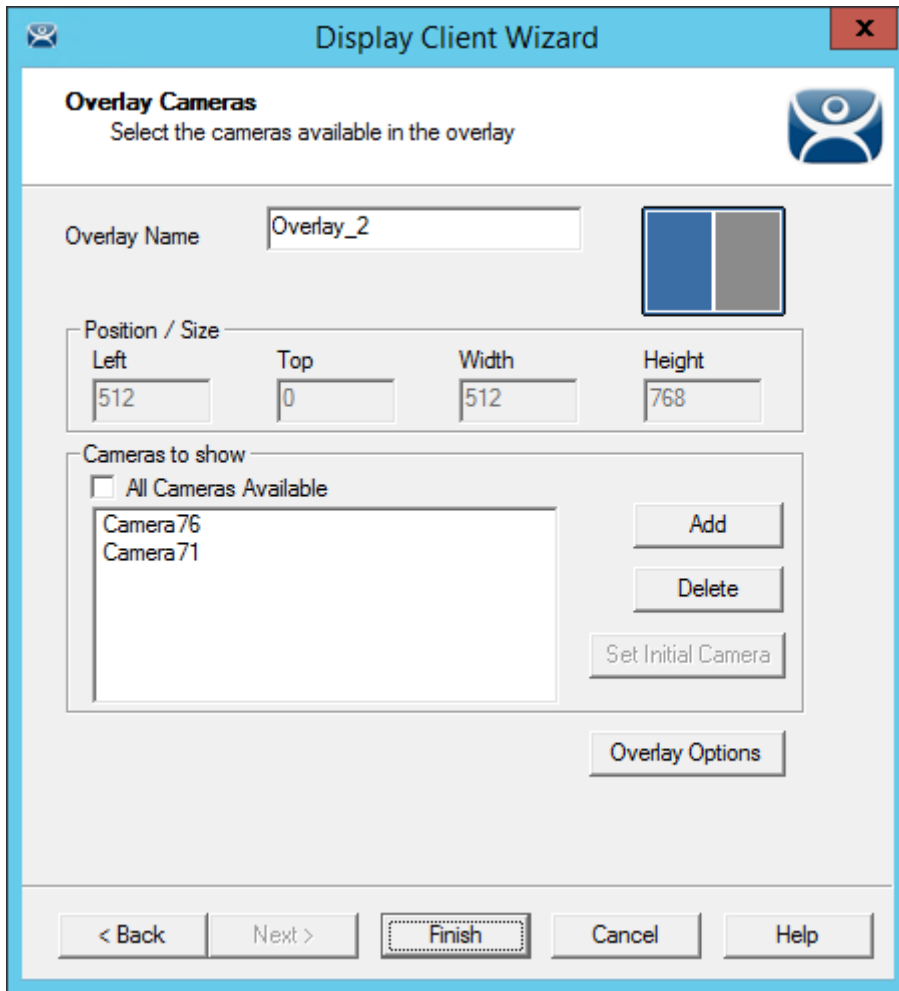 Display Client Wizard
x
Overlay Cameras
Select the cameras available in the overlay
Overlay Name
Overlay_2
Position / Size
Left Top Width Height
512 0 512 768
Cameras to show
All Cameras Available
Camera76
Camera71
Add
Delete
Set Initial Camera
Overlay Options
< Back Next > Finish Cancel Help